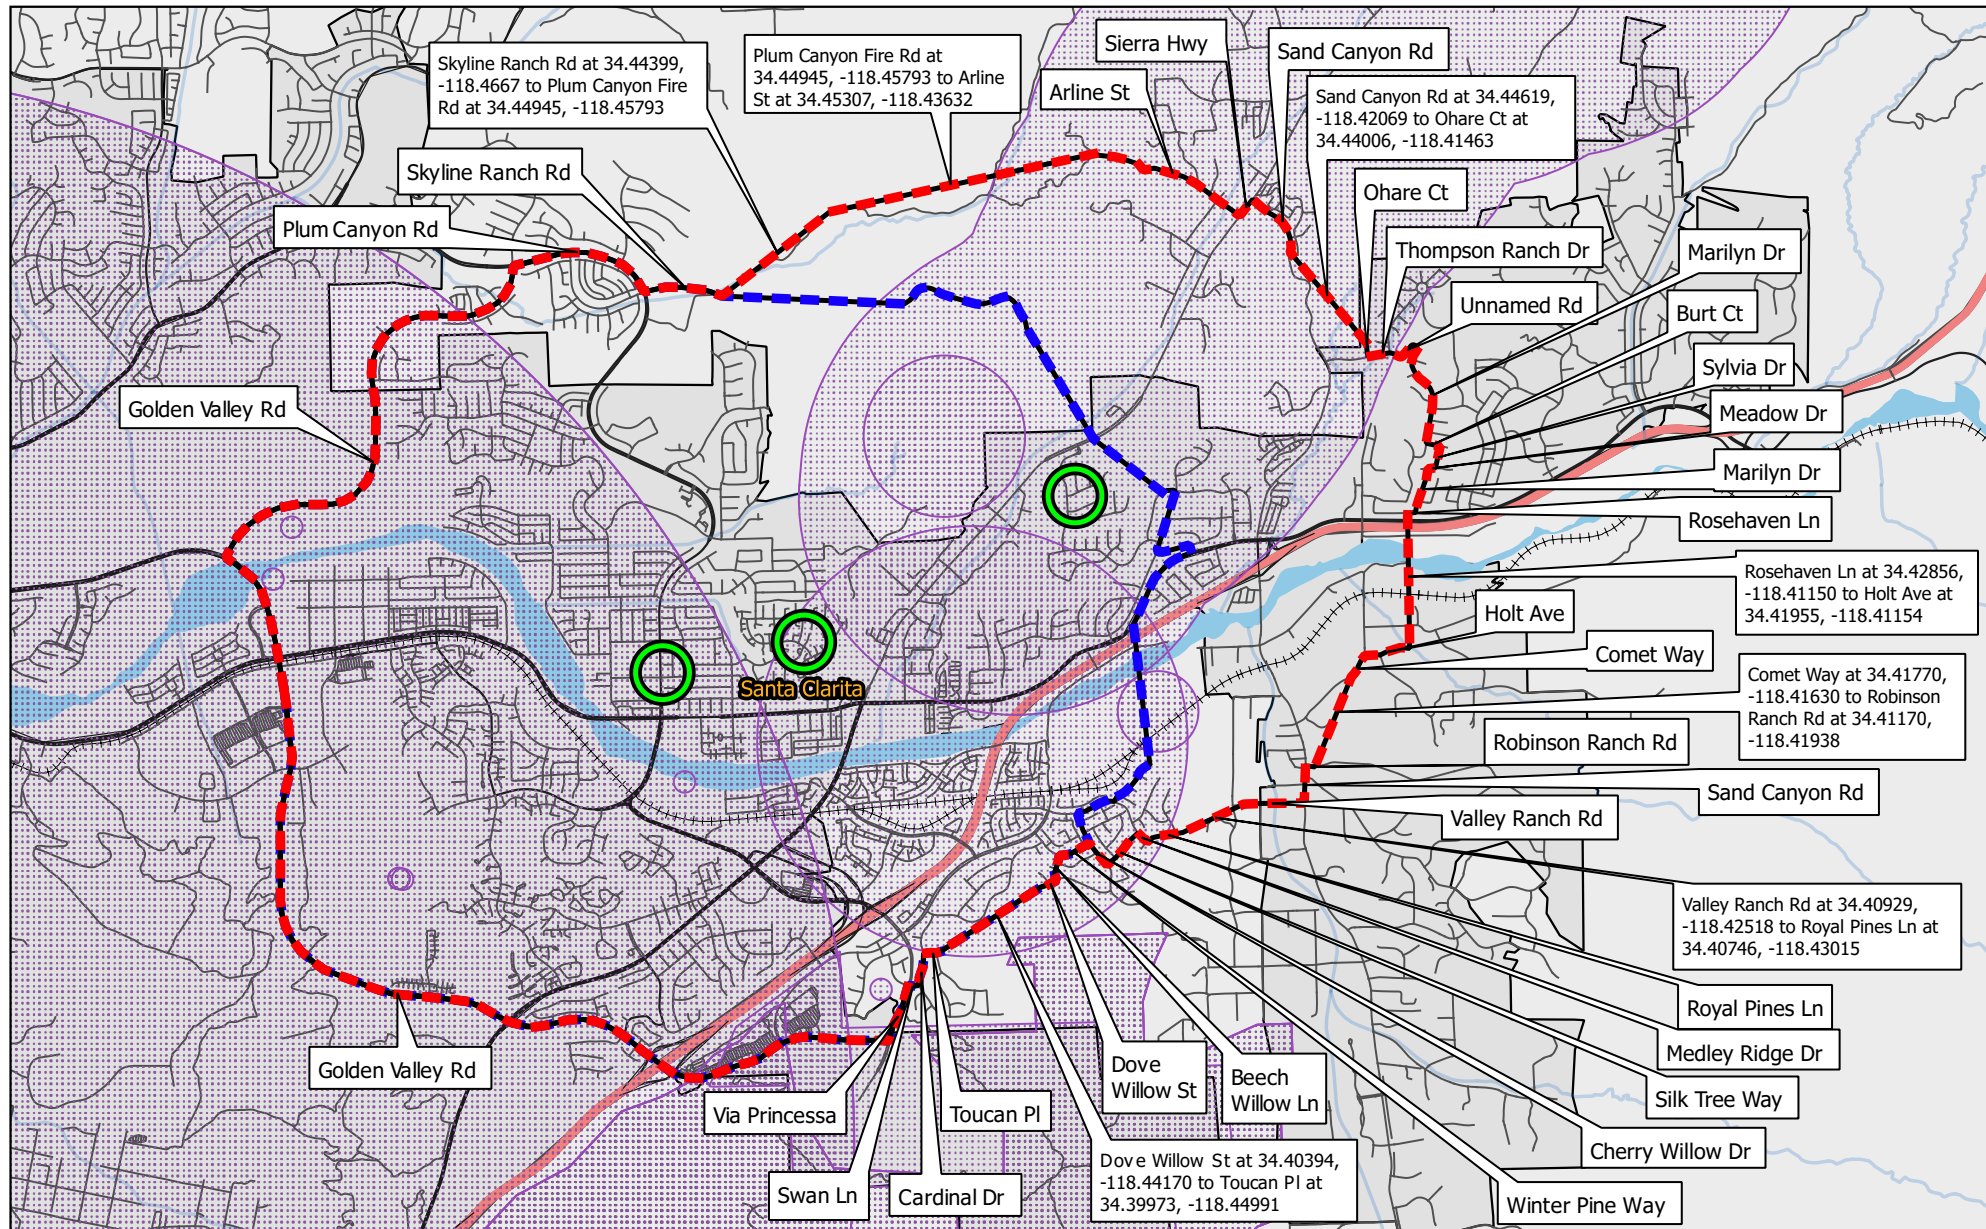 Sierra Hwy
Sand Canyon Rd
Skyline Ranch Rd at 34.44399,
-118.4667 to Plum Canyon Fire
Rd at 34.44945, -118.45793
Plum Canyon Fire Rd at
34.44945, -118.45793 to Arline
St at 34.45307, -118.43632
Arline St
Sand Canyon Rd at 34.44619,
-118.42069 to Ohare Ct at
34.44006, -118.41463
Skyline Ranch Rd
Ohare Ct
Plum Canyon Rd
Thompson Ranch Dr
Marilyn Dr
Unnamed Rd
Burt Ct
Sylvia Dr
Golden Valley Rd
Meadow Dr
Marilyn Dr
Rosehaven Ln
Rosehaven Ln at 34.42856,
-118.41150 to Holt Ave at
34.41955, -118.41154
Holt Ave
Comet Way
Santa Clarita
Comet Way at 34.41770,
-118.41630 to Robinson
Ranch Rd at 34.41170,
-118.41938
Robinson Ranch Rd
Sand Canyon Rd
Valley Ranch Rd
Valley Ranch Rd at 34.40929,
-118.42518 to Royal Pines Ln at
34.40746, -118.43015
Royal Pines Ln
Medley Ridge Dr
Golden Valley Rd
Dove
Willow St
Beech
Willow Ln
Silk Tree Way
Via Princessa
Toucan Pl
Cherry Willow Dr
Dove Willow St at 34.40394,
-118.44170 to Toucan Pl at
34.39973, -118.44991
Swan Ln
Cardinal Dr
Winter Pine Way